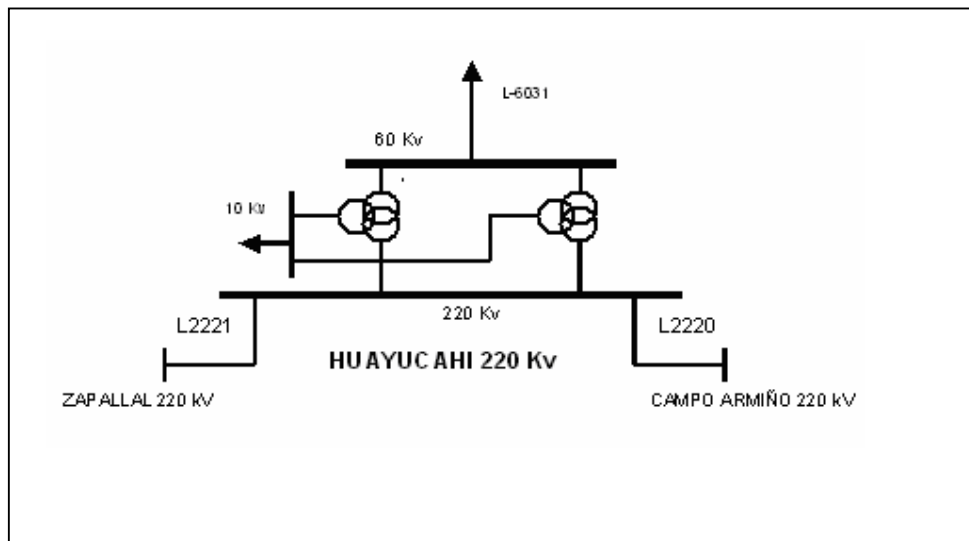 L-6031
60 Kv
10 Kv
220 Kv
L2221
L2220
HUAYUCAHI 220 Kv
ZAPALLAL 220 kV
CAMPO ARMIÑO 220 kV